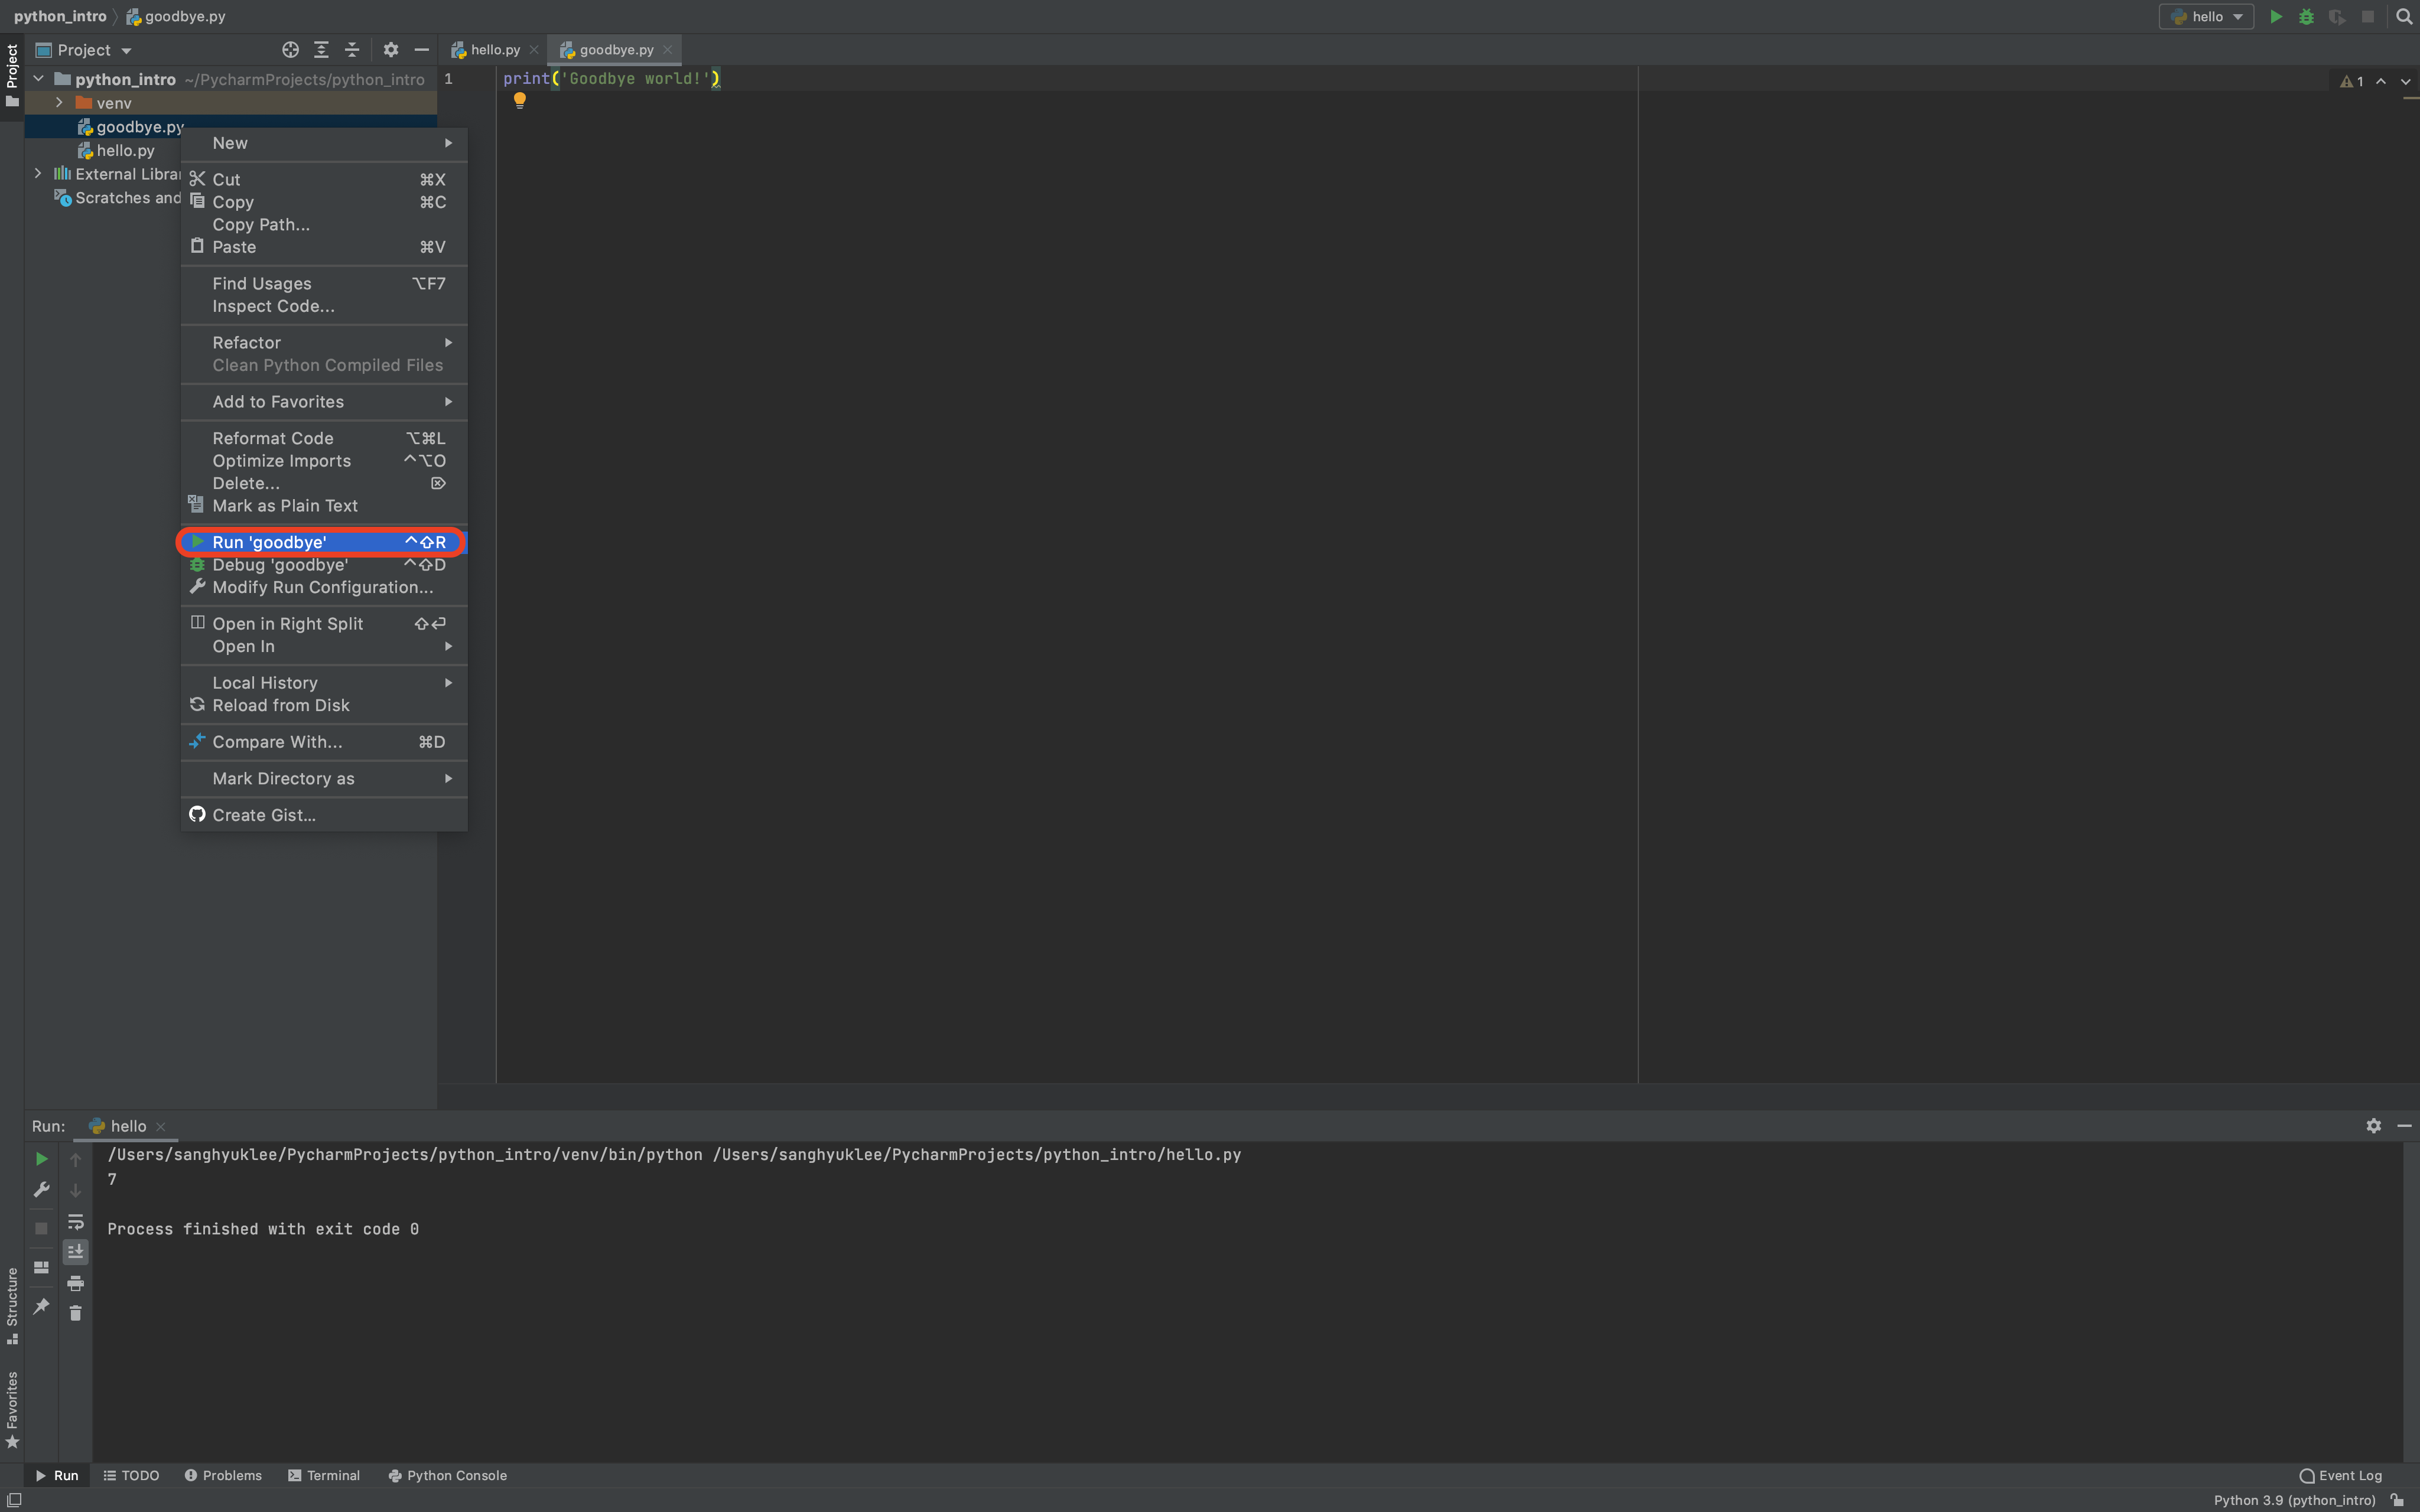 python_intro goodbye.py hello
Project
Project hello.py goodbye.py
python_intro ~/PycharmProjects/python_intro
venv
goodbye.py
hello.py
External Librar
Scratches and
1 print('Goodbye world!')
1
New
Cut ⌘X
Copy ⌘C
Copy Path...
Paste ⌘V
Find Usages ⌥F7
Inspect Code...
Refactor
Clean Python Compiled Files
Add to Favorites
Reformat Code ⌥⌘L
Optimize Imports ^⌥O
Delete... ⌦
Mark as Plain Text
Run 'goodbye' ^⇧R
Debug 'goodbye' ^⇧D
Modify Run Configuration...
Open in Right Split ⇧⏎
Open In
Local History
Reload from Disk
Compare With... ⌘D
Mark Directory as
Create Gist...
Run: hello
/Users/sanghyuklee/PycharmProjects/python_intro/venv/bin/python /Users/sanghyuklee/PycharmProjects/python_intro/hello.py
7
Process finished with exit code 0
Structure
Favorites
Run TODO Problems Terminal Python Console Event Log
Python 3.9 (python_intro)